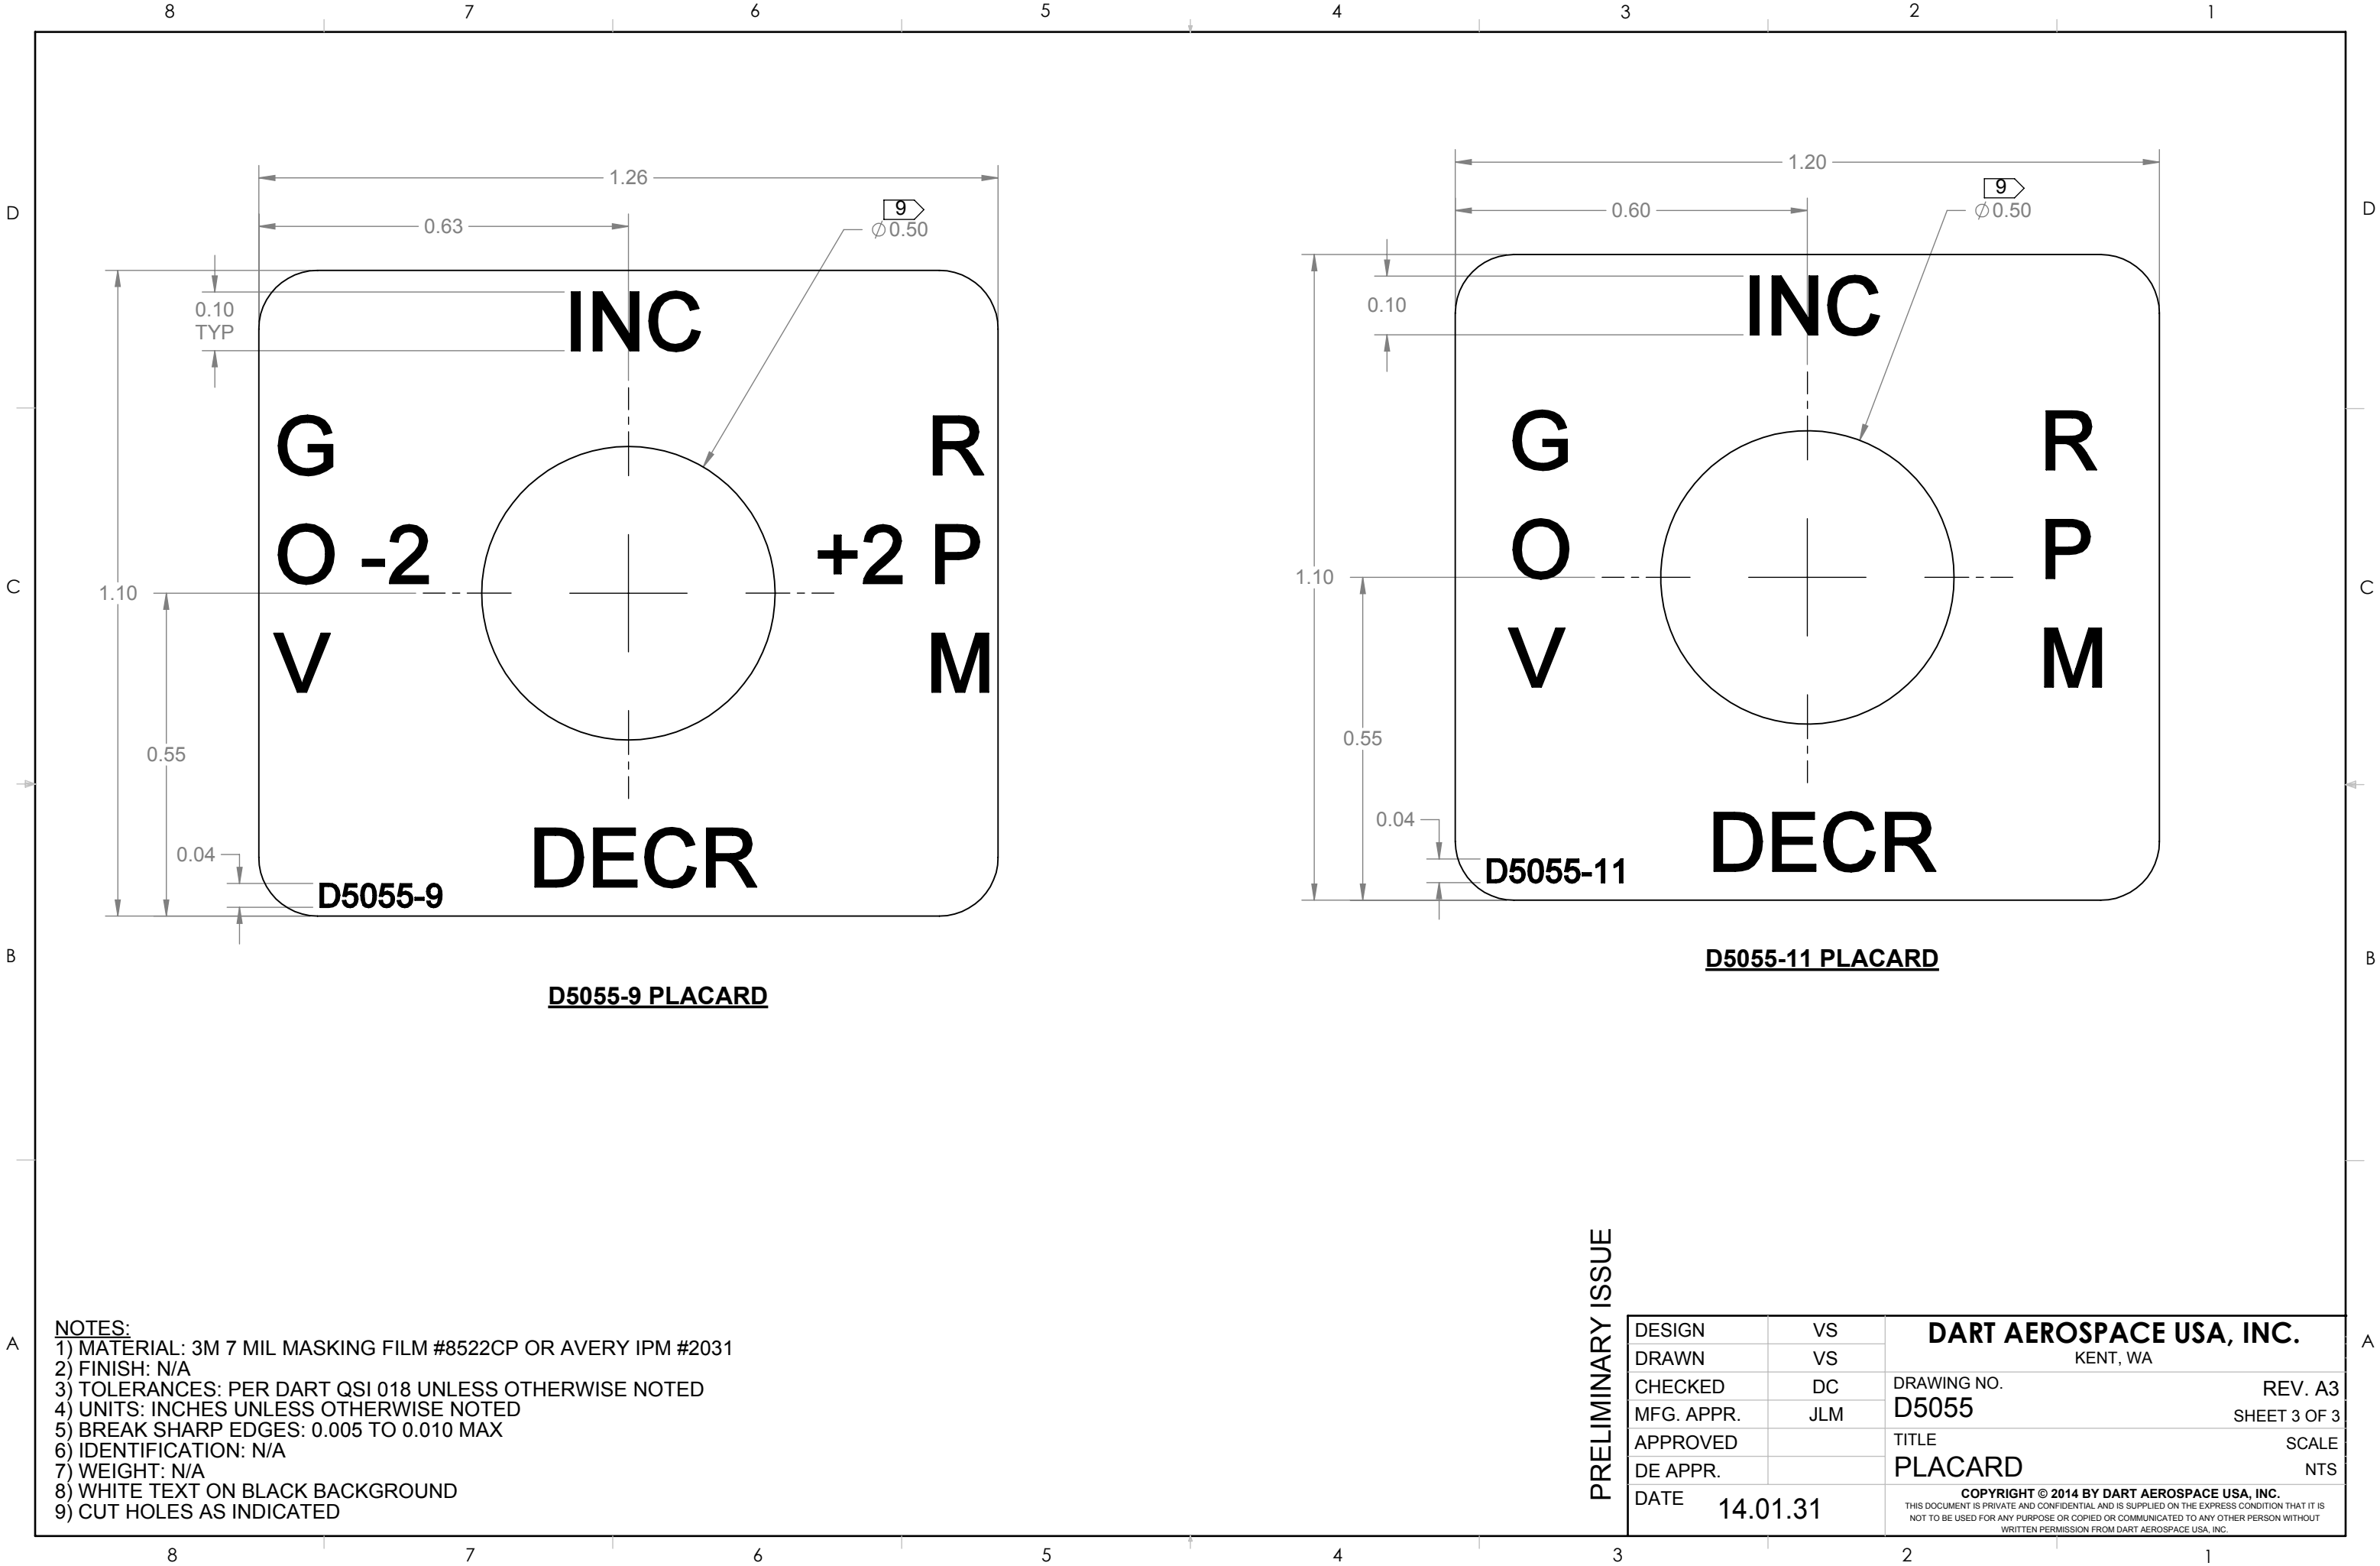 8 7 6 5 4 3 2 1
D D
C C
B B
A A
1.26
0.63
9
⌀0.50
0.10
TYP
INC
G R
O -2 +2 P
V M
1.10
0.55
0.04
DECR
D5055-9
D5055-9 PLACARD
1.20
0.60
9
⌀0.50
0.10
INC
G R
O P
V M
1.10
0.55
0.04
DECR
D5055-11
D5055-11 PLACARD
NOTES:
1) MATERIAL: 3M 7 MIL MASKING FILM #8522CP OR AVERY IPM #2031
2) FINISH: N/A
3) TOLERANCES: PER DART QSI 018 UNLESS OTHERWISE NOTED
4) UNITS: INCHES UNLESS OTHERWISE NOTED
5) BREAK SHARP EDGES: 0.005 TO 0.010 MAX
6) IDENTIFICATION: N/A
7) WEIGHT: N/A
8) WHITE TEXT ON BLACK BACKGROUND
9) CUT HOLES AS INDICATED
PRELIMINARY ISSUE
DESIGN VS
DRAWN VS
CHECKED DC
MFG. APPR. JLM
APPROVED
DE APPR.
DATE 14.01.31
DART AEROSPACE USA, INC.
KENT, WA
DRAWING NO. REV. A3
D5055 SHEET 3 OF 3
TITLE SCALE
PLACARD NTS
COPYRIGHT © 2014 BY DART AEROSPACE USA, INC.
THIS DOCUMENT IS PRIVATE AND CONFIDENTIAL AND IS SUPPLIED ON THE EXPRESS CONDITION THAT IT IS
NOT TO BE USED FOR ANY PURPOSE OR COPIED OR COMMUNICATED TO ANY OTHER PERSON WITHOUT
WRITTEN PERMISSION FROM DART AEROSPACE USA, INC.
8 7 6 5 4 3 2 1